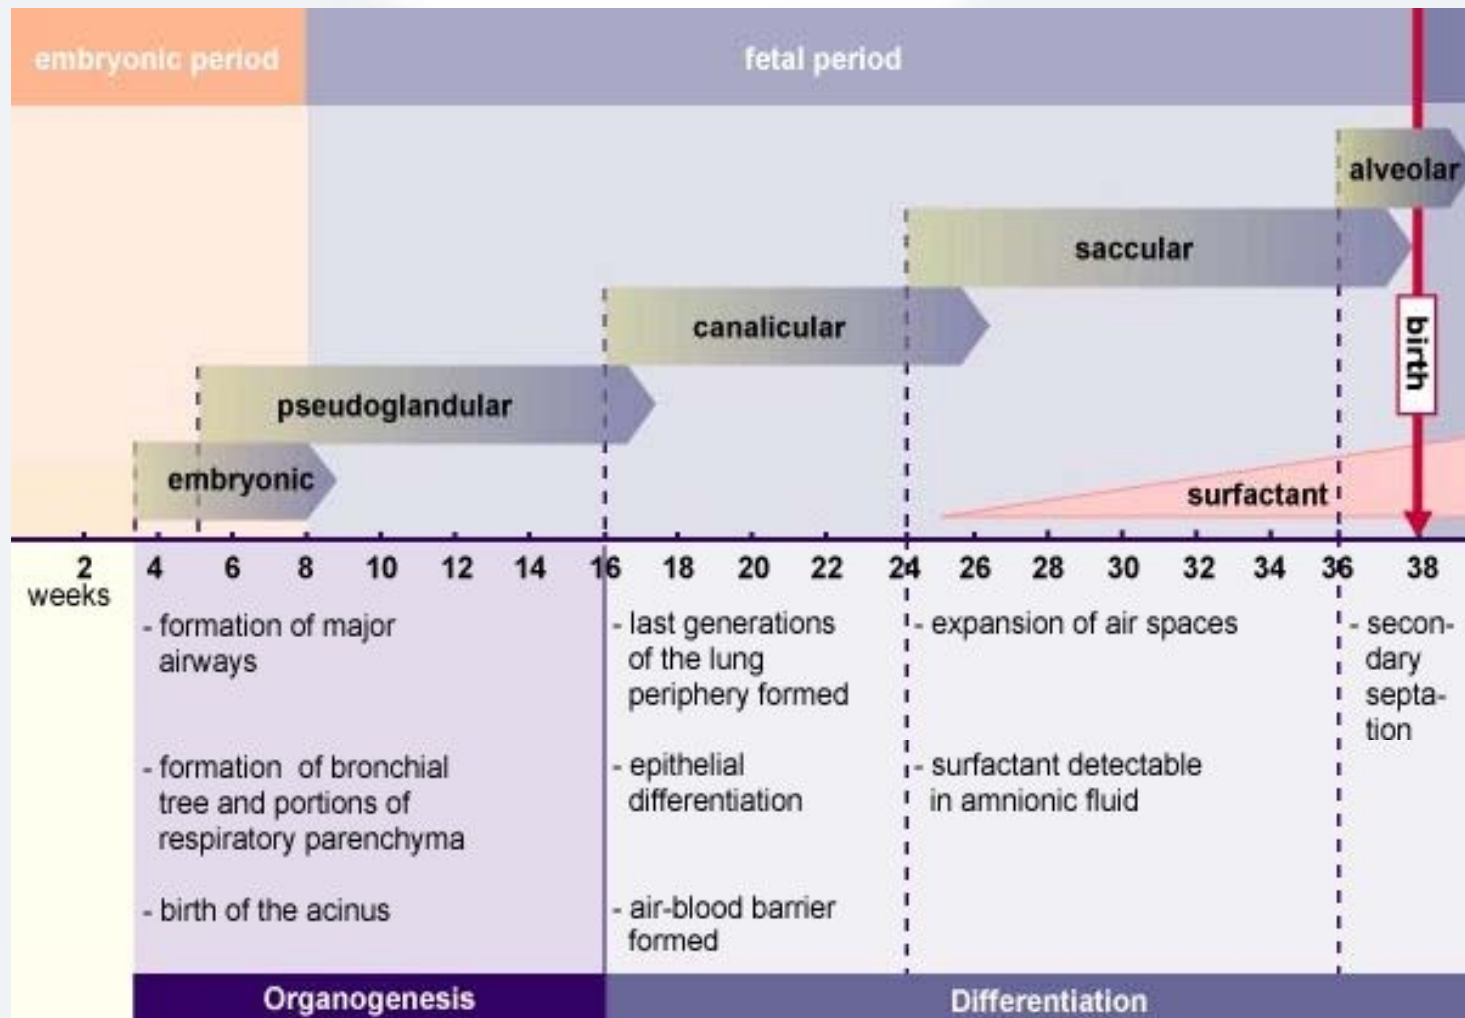 embryonic period
fetal period
alveolar
saccular
canalicular
pseudoglandular
embryonic
birth
surfactant
2 4 6 8 10 12 14 16 18 20 22 24 26 28 30 32 34 36 38
weeks
- formation of major
airways
- formation of bronchial
tree and portions of
respiratory parenchyma
- birth of the acinus
- last generations
of the lung
periphery formed
- epithelial
differentiation
- air-blood barrier
formed
- expansion of air spaces
- surfactant detectable
in amnionic fluid
- secon-
dary
septa-
tion
Organogenesis
Differentiation